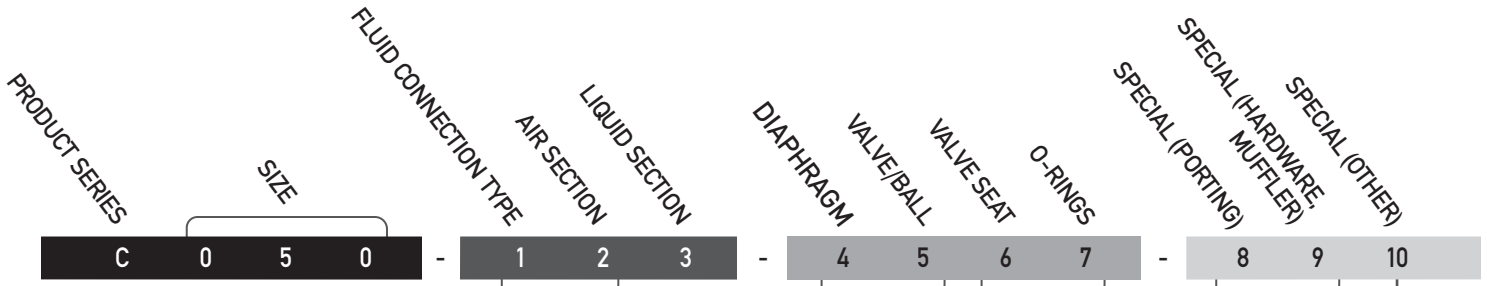 PRODUCT SERIES
SIZE
FLUID CONNECTION TYPE
AIR SECTION
LIQUID SECTION
DIAPHRAGM
VALVE/BALL
VALVE SEAT
O-RINGS
SPECIAL (PORTING)
SPECIAL (HARDWARE,
MUFFLER)
SPECIAL (OTHER)
C 0 5 0 - 1 2 3 - 4 5 6 7 - 8 9 10